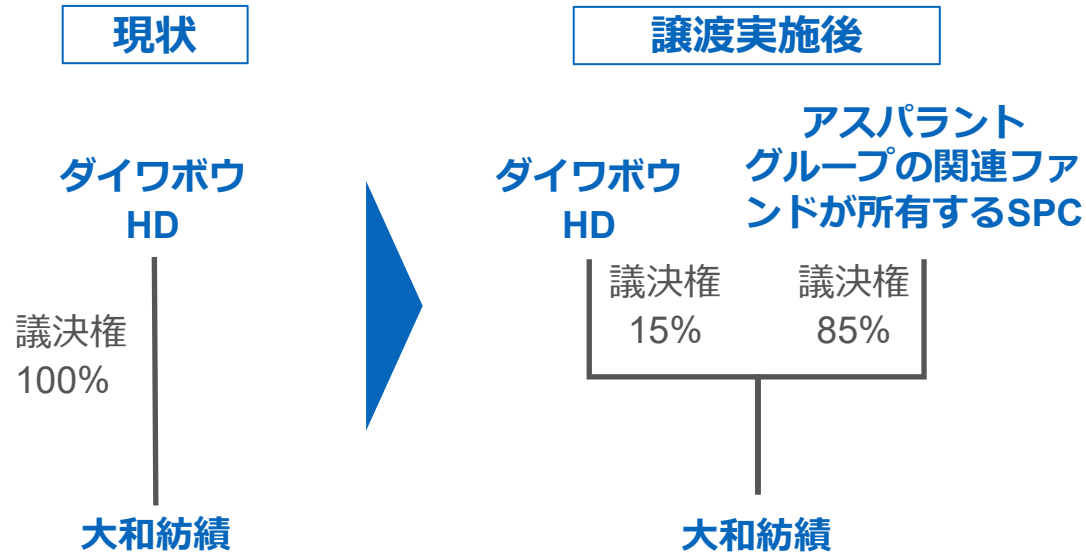 現状
ダイワボウ
HD
議決権
100%
大和紡績
譲渡実施後
ダイワボウ
HD
アスパラント
グループの関連ファ
ンドが所有するSPC
議決権
15%
議決権
85%
大和紡績